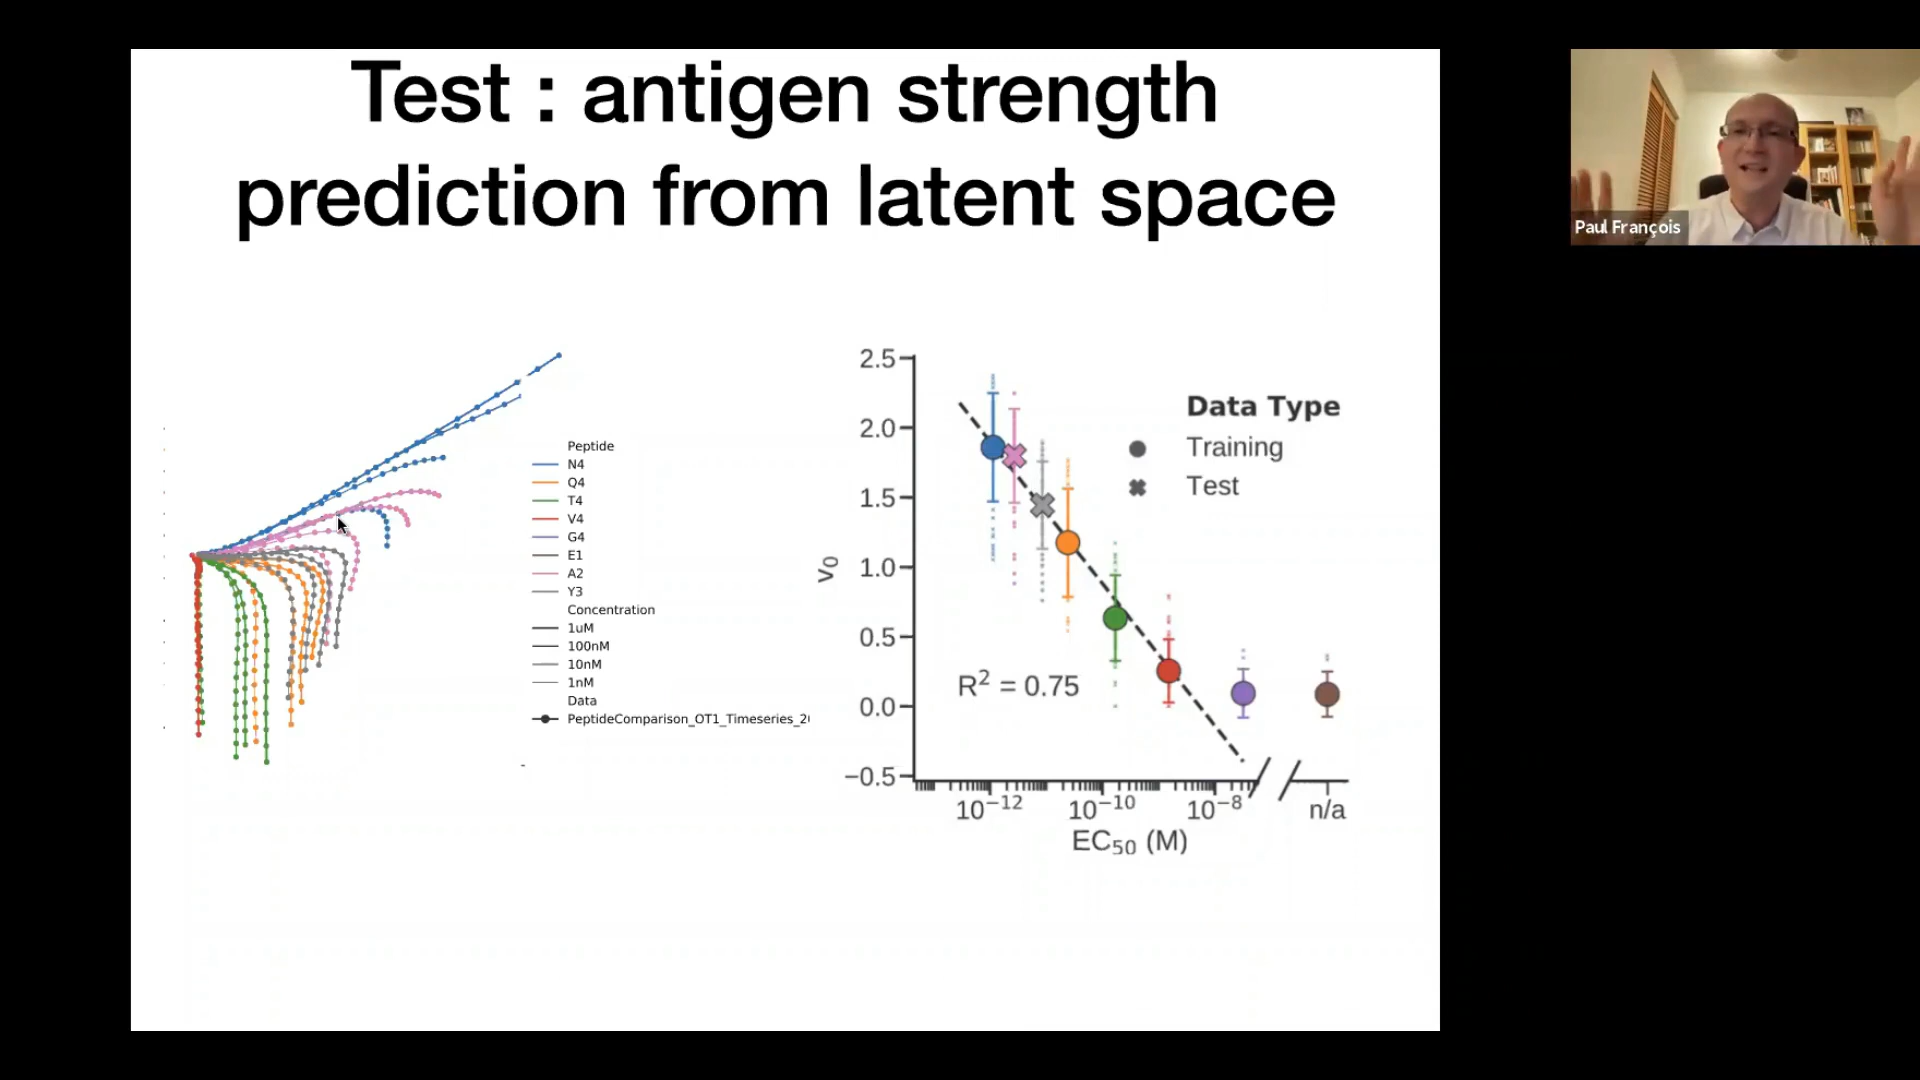 Test : antigen strength
prediction from latent space
Paul François
Peptide
N4
Q4
T4
V4
G4
E1
A2
Y3
Concentration
1uM
100nM
10nM
1nM
Data
PeptideComparison_OT1_Timeseries_2
2.5
2.0
1.5
1.0
0.5
0.0
−0.5
v₀
Data Type
Training
Test
R² = 0.75
10⁻¹² 10⁻¹⁰ 10⁻⁸ n/a
EC₅₀ (M)